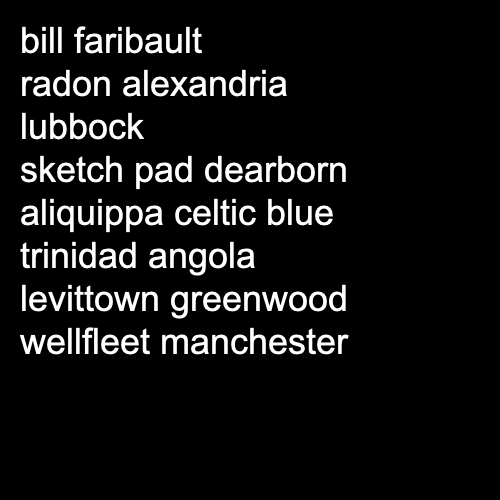 bill faribault
radon alexandria
lubbock
sketch pad dearborn
aliquippa celtic blue
trinidad angola
levittown greenwood
wellfleet manchester